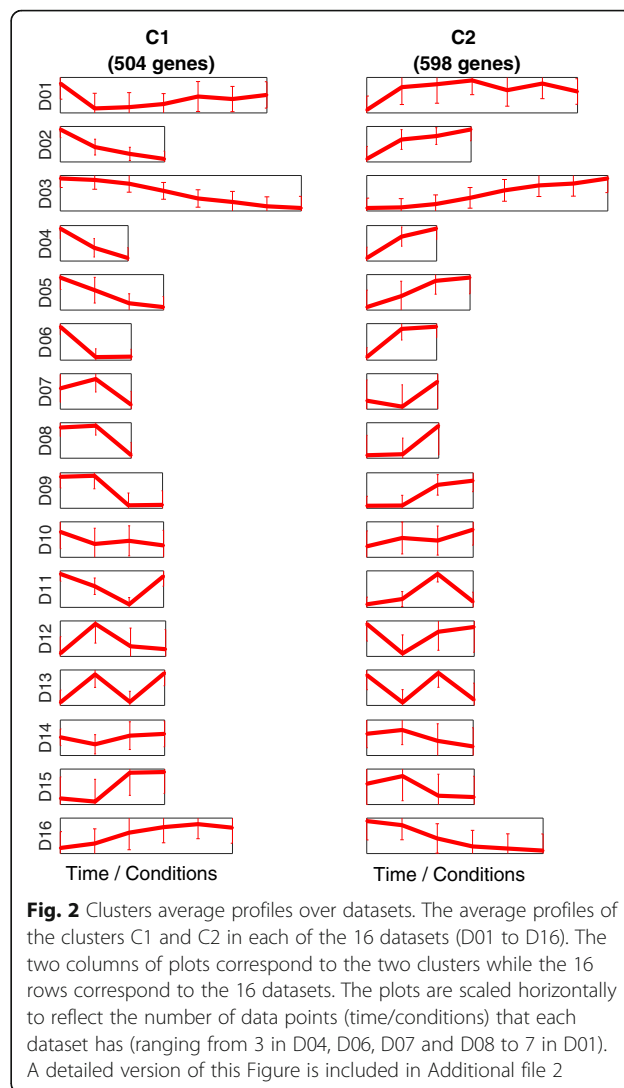 C1
(504 genes)
C2
(598 genes)
D01
D02
D03
D04
D05
D06
D07
D08
D09
D10
D11
D12
D13
D14
D15
D16
Time / Conditions
Time / Conditions
Fig. 2 Clusters average profiles over datasets. The average profiles of
the clusters C1 and C2 in each of the 16 datasets (D01 to D16). The
two columns of plots correspond to the two clusters while the 16
rows correspond to the 16 datasets. The plots are scaled horizontally
to reflect the number of data points (time/conditions) that each
dataset has (ranging from 3 in D04, D06, D07 and D08 to 7 in D01).
A detailed version of this Figure is included in Additional file 2